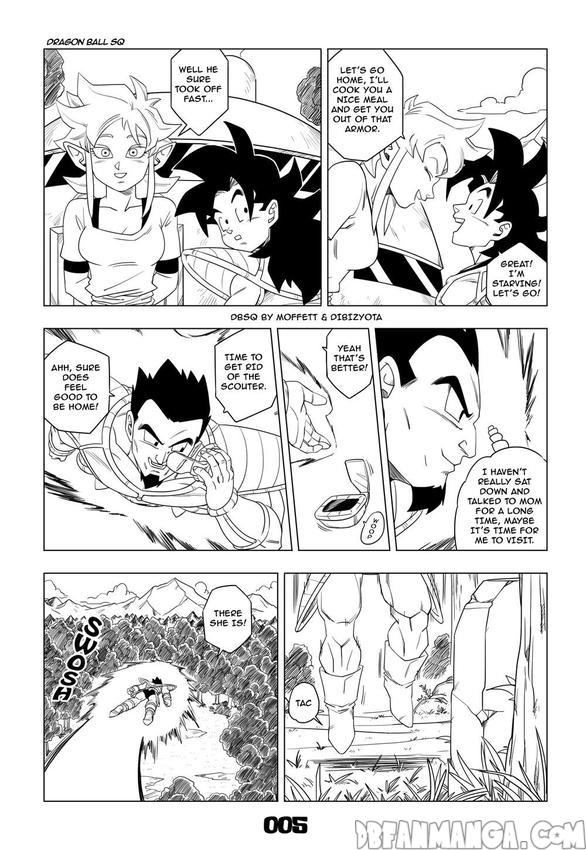 DRAGON BALL SQ
WELL HE
SURE
TOOK OFF
FAST...
LET'S GO
HOME, I'LL
COOK YOU A
NICE MEAL
AND GET YOU
OUT OF THAT
ARMOR.
GREAT!
I'M
STARVING!
LET'S GO!
DBSQ BY MOFFETT & DIBIZYOTA
AHH, SURE
DOES
FEEL
GOOD TO
BE HOME!
TIME TO
GET RID
OF THE
SCOUTER.
YEAH
THAT'S
BETTER!
WOOP
I HAVEN'T
REALLY SAT
DOWN AND
TALKED TO MOM
FOR A LONG
TIME, MAYBE
IT'S TIME FOR
ME TO VISIT.
SWOSH
THERE
SHE IS!
TAC
005
DBFANMANGA.COM